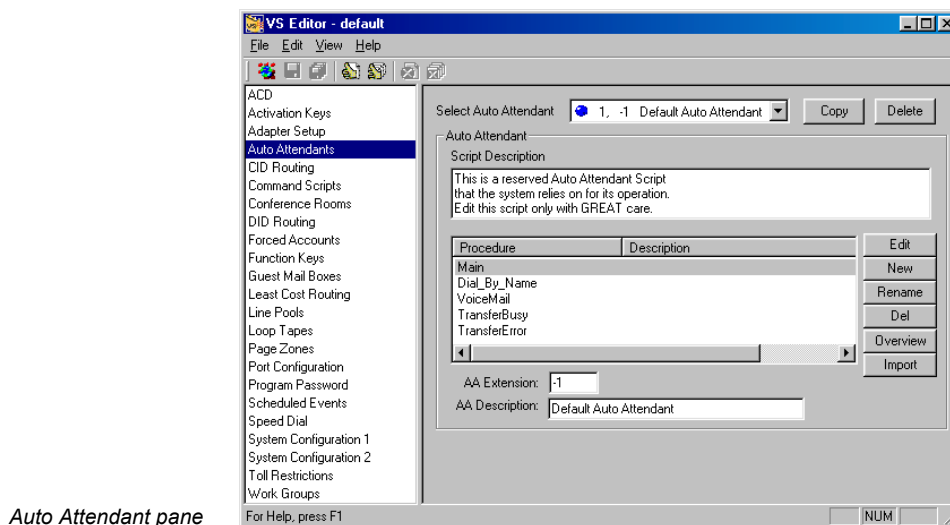 VS Editor - default
File Edit View Help
ACD
Activation Keys
Adapter Setup
Auto Attendants
CID Routing
Command Scripts
Conference Rooms
DID Routing
Forced Accounts
Function Keys
Guest Mail Boxes
Least Cost Routing
Line Pools
Loop Tapes
Page Zones
Port Configuration
Program Password
Scheduled Events
Speed Dial
System Configuration 1
System Configuration 2
Toll Restrictions
Work Groups
Select Auto Attendant 1, -1 Default Auto Attendant Copy Delete
Auto Attendant
Script Description
This is a reserved Auto Attendant Script
that the system relies on for its operation.
Edit this script only with GREAT care.
Procedure Description
Main
Dial_By_Name
VoiceMail
TransferBusy
TransferError
Edit
New
Rename
Del
Overview
Import
AA Extension: -1
AA Description: Default Auto Attendant
For Help, press F1 NUM
Auto Attendant pane